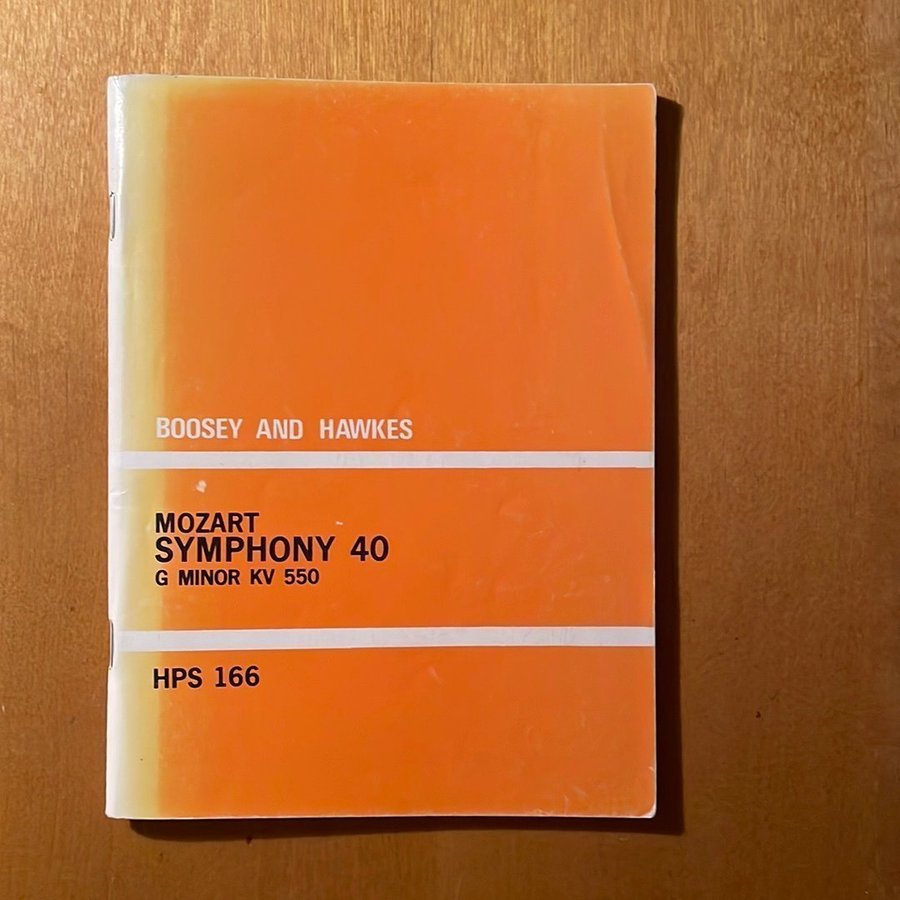 BOOSEY AND HAWKES
MOZART
SYMPHONY 40
G MINOR KV 550
HPS 166